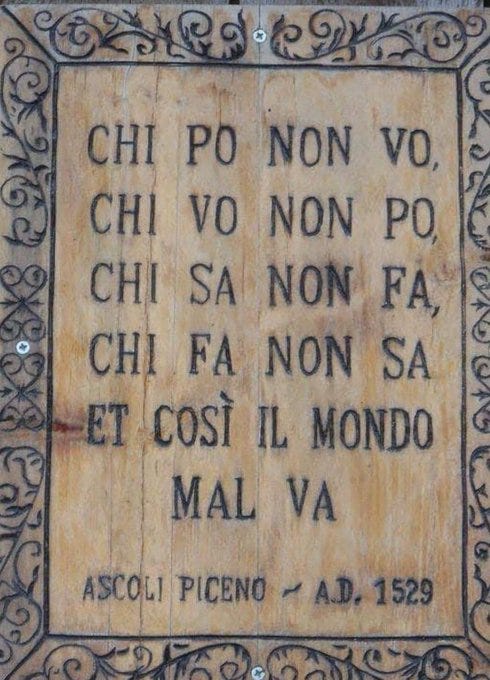 CHI PO NON VO,
CHI VO NON PO,
CHI SA NON FA,
CHI FA NON SA
ET COSÌ IL MONDO
MAL VA
ASCOLI PICENO ~ A.D. 1529